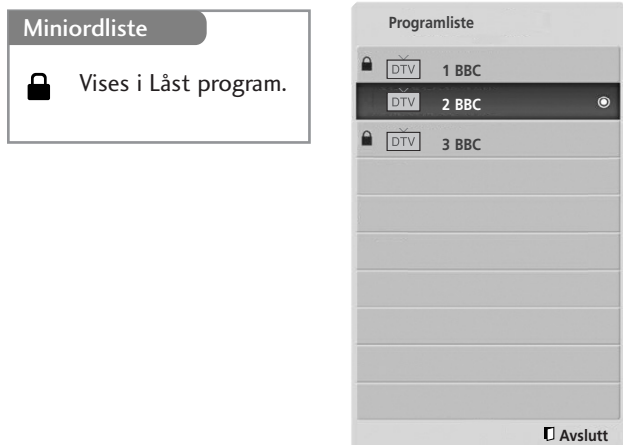 Miniordliste
Vises i Låst program.
Programliste
DTV 1 BBC
DTV 2 BBC
DTV 3 BBC
Avslutt